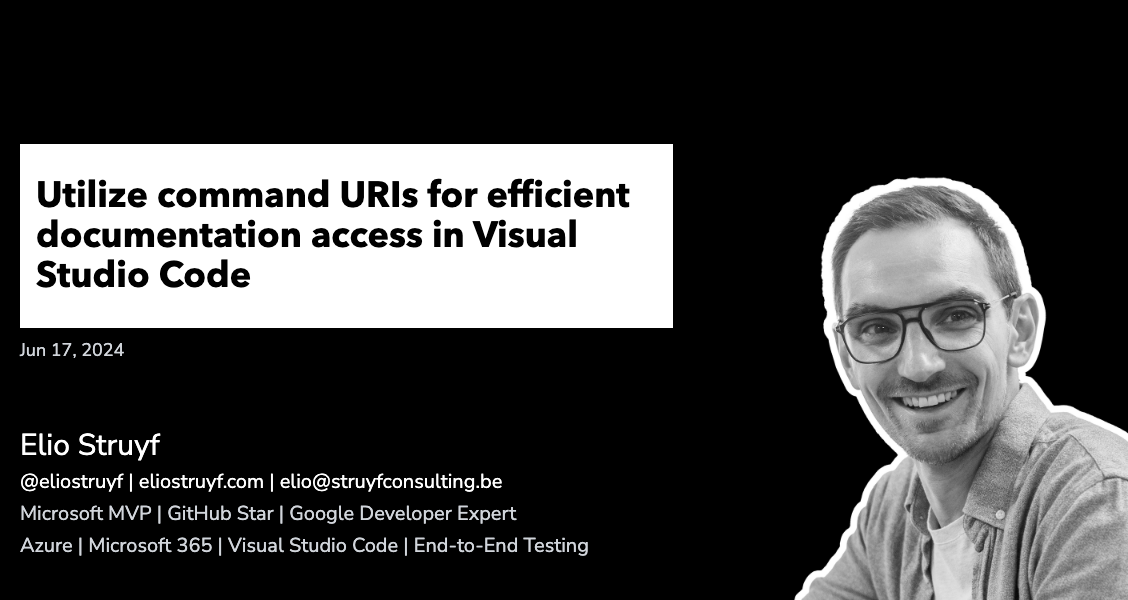 Utilize command URIs for efficient
documentation access in Visual
Studio Code
Jun 17, 2024
Elio Struyf
@eliostruyf | eliostruyf.com | elio@struyfconsulting.be
Microsoft MVP | GitHub Star | Google Developer Expert
Azure | Microsoft 365 | Visual Studio Code | End-to-End Testing